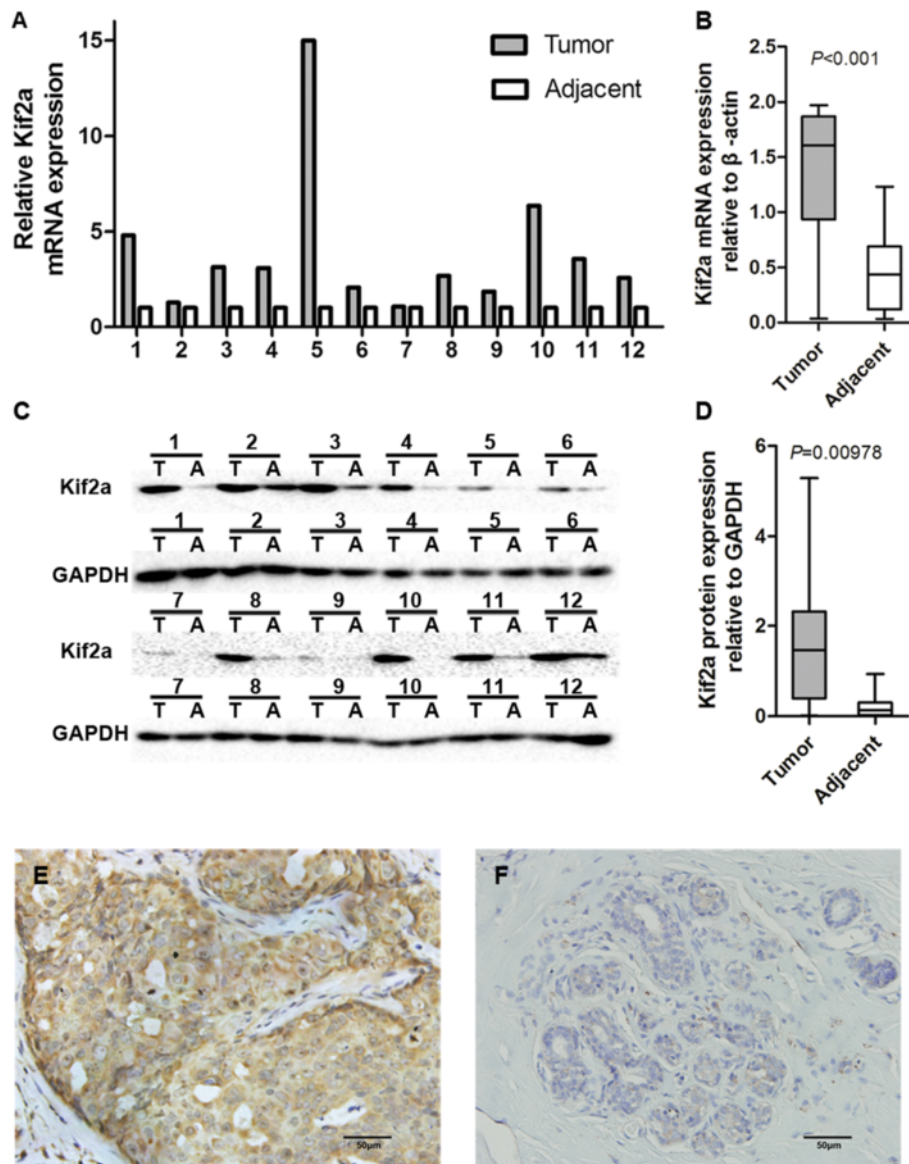 A
Relative Kif2a
mRNA expression
15
10
5
0
Tumor
Adjacent
1 2 3 4 5 6 7 8 9 10 11 12
B
Kif2a mRNA expression
relative to β -actin
2.5
2.0
1.5
1.0
0.5
0.0
P<0.001
Tumor
Adjacent
C
1 2 3 4 5 6
T A T A T A T A T A T A
Kif2a
1 2 3 4 5 6
T A T A T A T A T A T A
GAPDH
7 8 9 10 11 12
T A T A T A T A T A T A
Kif2a
7 8 9 10 11 12
T A T A T A T A T A T A
GAPDH
D
Kif2a protein expression
relative to GAPDH
6
4
2
0
P=0.00978
Tumor
Adjacent
E
50μm
F
50μm